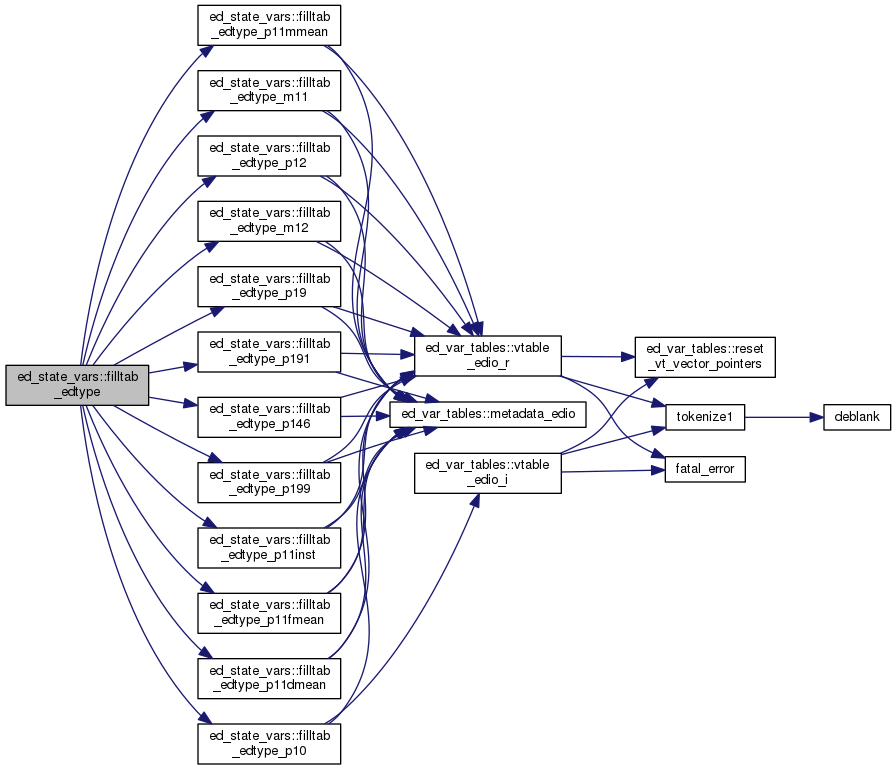 ed_state_vars::filltab
_edtype
ed_state_vars::filltab
_edtype_p11mmean
ed_state_vars::filltab
_edtype_m11
ed_state_vars::filltab
_edtype_p12
ed_state_vars::filltab
_edtype_m12
ed_state_vars::filltab
_edtype_p19
ed_state_vars::filltab
_edtype_p191
ed_state_vars::filltab
_edtype_p146
ed_state_vars::filltab
_edtype_p199
ed_state_vars::filltab
_edtype_p11inst
ed_state_vars::filltab
_edtype_p11fmean
ed_state_vars::filltab
_edtype_p11dmean
ed_state_vars::filltab
_edtype_p10
ed_var_tables::vtable
_edio_r
ed_var_tables::metadata_edio
ed_var_tables::vtable
_edio_i
ed_var_tables::reset
_vt_vector_pointers
tokenize1
fatal_error
deblank